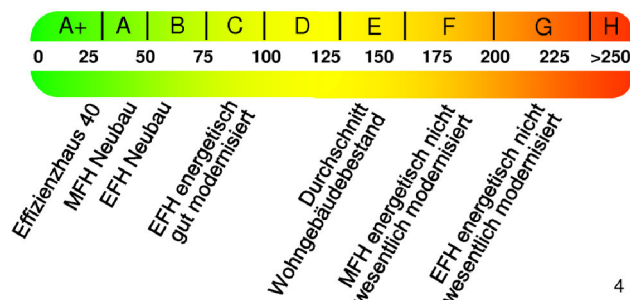 A+ A B C D E F G H
0 25 50 75 100 125 150 175 200 225 >250
Effizienzhaus 40
MFH Neubau
EFH Neubau
EFH energetisch
gut modernisiert
Durchschnitt
Wohngebäudebestand
MFH energetisch nicht
wesentlich modernisiert
EFH energetisch nicht
wesentlich modernisiert
4